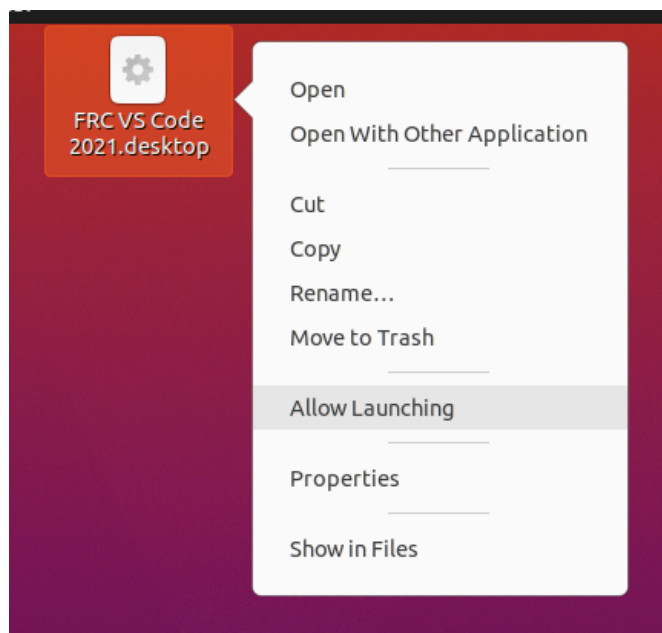 FRC VS Code
2021.desktop
Open
Open With Other Application
Cut
Copy
Rename…
Move to Trash
Allow Launching
Properties
Show in Files